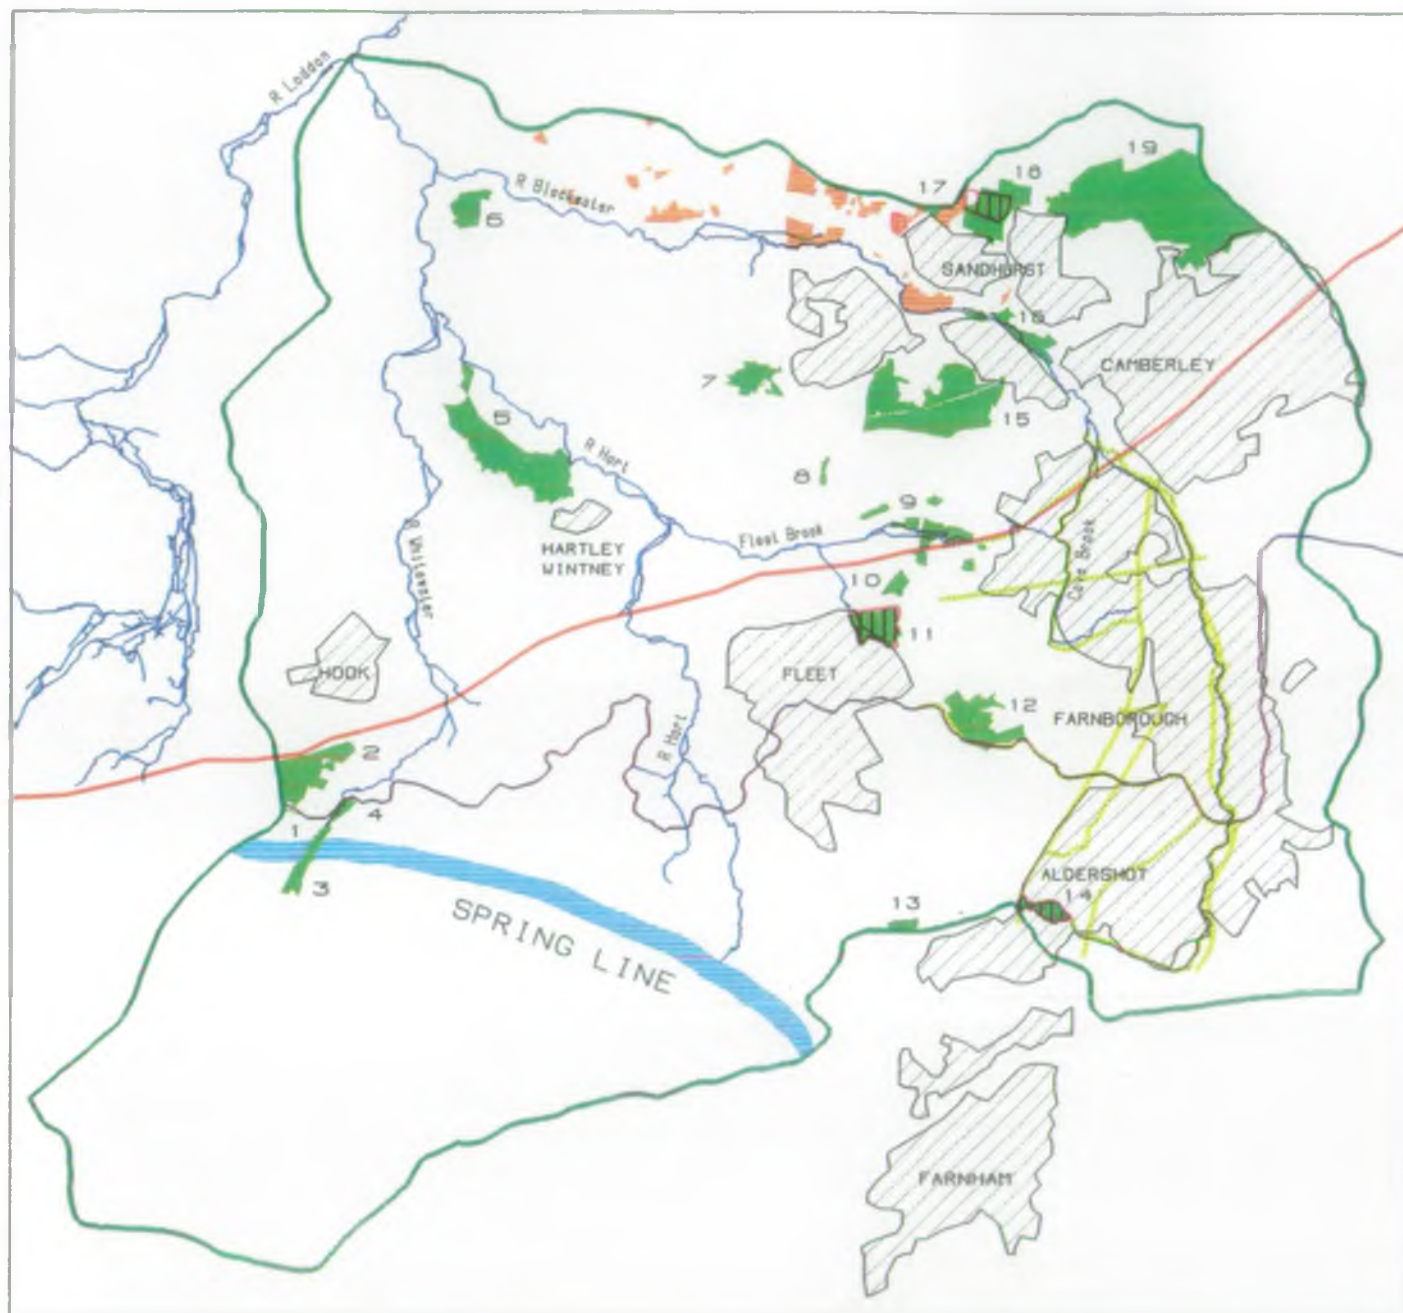 R Loddon
19
18
17
R Blackwater
6
SANDHURST
16
CAMBERLEY
7
5
15
R Hart
8
9
HARTLEY
WINTNEY
Fleet Brook
R Whitewater
Cove Brook
10
11
HOOK
FLEET
12
FARNBOROUGH
R Hart
2
4
1
3
ALDERSHOT
14
13
SPRING LINE
FARNHAM